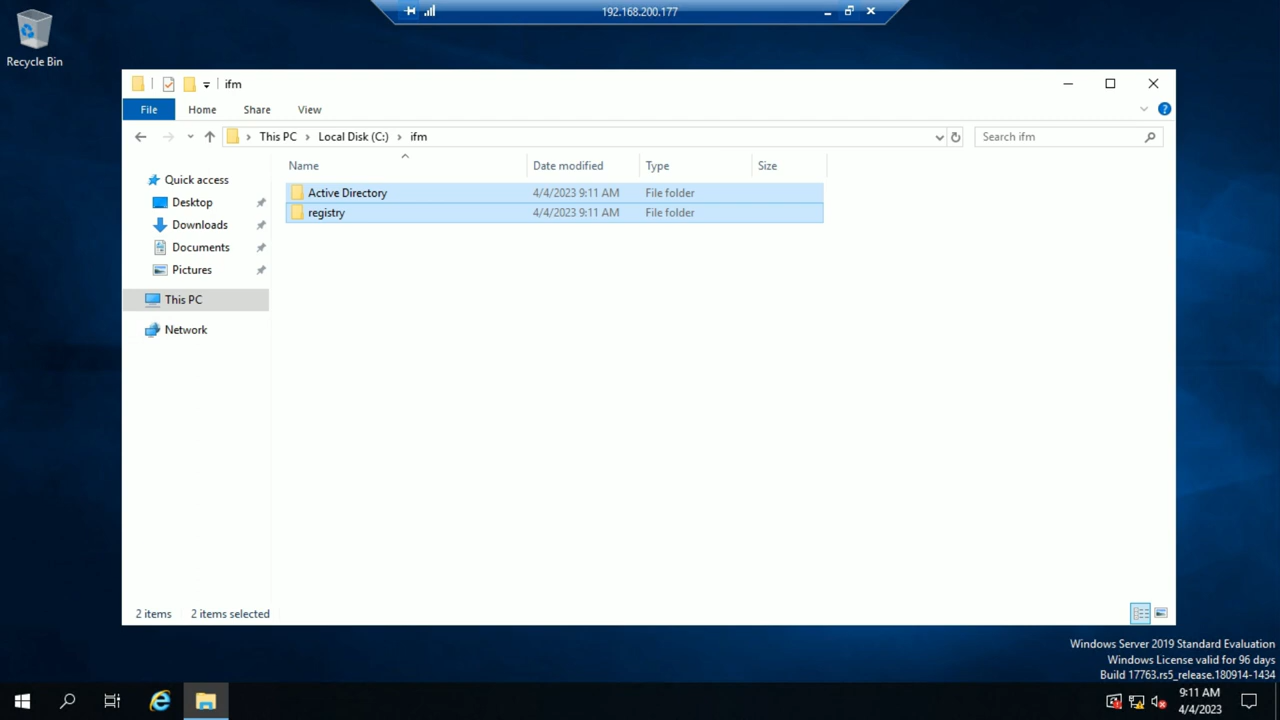 192.168.200.177
Recycle Bin
ifm
File Home Share View
This PC Local Disk (C:) ifm
Search ifm
Name Date modified Type Size
Quick access
Desktop
Downloads
Documents
Pictures
This PC
Network
Active Directory 4/4/2023 9:11 AM File folder
registry 4/4/2023 9:11 AM File folder
2 items 2 items selected
Windows Server 2019 Standard Evaluation
Windows License valid for 96 days
Build 17763.rs5_release.180914-1434
9:11 AM
4/4/2023